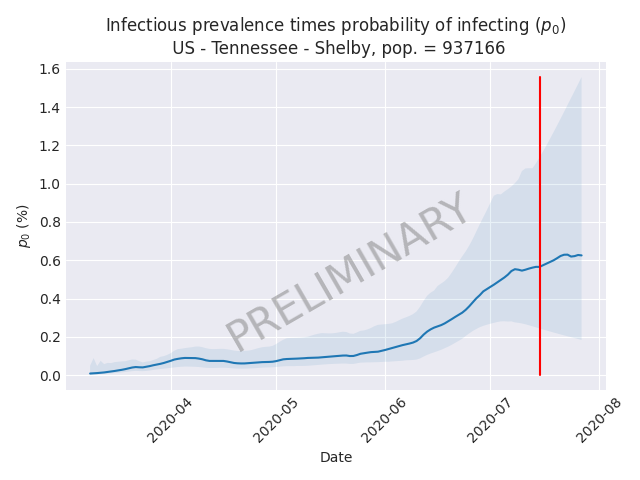 Infectious prevalence times probability of infecting (p₀)
US - Tennessee - Shelby, pop. = 937166
1.6
1.4
1.2
1.0
0.8
0.6
0.4
0.2
0.0
p₀ (%)
PRELIMINARY
2020-04
2020-05
2020-06
2020-07
2020-08
Date